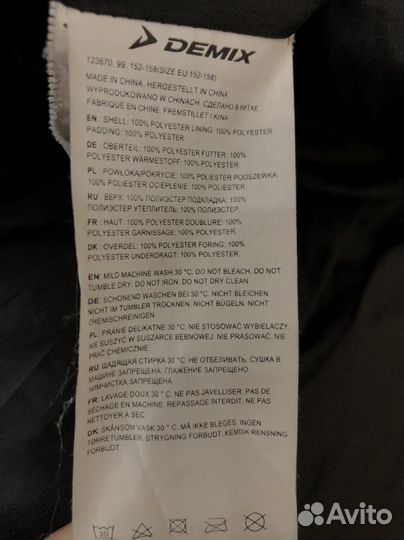 DEMIX
123670, 99, 152-158(SIZE EU:152-158)
MADE IN CHINA. HERGESTELLT IN CHINA.
WYPRODUKOWANO W CHINACH. СДЕЛАНО В КИТАЕ.
FABRIQUÉ EN CHINE. FREMSTILLET I KINA
EN : SHELL: 100% POLYESTER LINING: 100% POLYESTER
PADDING: 100% POLYESTER.
DE : OBERTEIL: 100% POLYESTER FUTTER: 100%
POLYESTER WÄRMESTOFF: 100% POLYESTER.
PL : POWŁOKA/POKRYCIE: 100% POLIESTER PODSZEWKA:
100% POLIESTER OCIEPLENIE: 100% POLIESTER.
RU : ВЕРХ: 100% ПОЛИЭСТЕР ПОДКЛАДКА: 100%
ПОЛИЭСТЕР УТЕПЛИТЕЛЬ: 100% ПОЛИЭСТЕР.
FR : HAUT: 100% POLYESTER DOUBLURE: 100%
POLYESTER GARNISSAGE: 100% POLYESTER.
DK : OVERDEL: 100% POLYESTER FORING: 100%
POLYESTER UNDERDRAGT: 100% POLYESTER.
EN: MILD MACHINE WASH 30 °C. DO NOT BLEACH. DO NOT
TUMBLE DRY. DO NOT IRON. DO NOT DRY CLEAN
DE: SCHONEND WASCHEN BEI 30 °C. NICHT BLEICHEN.
NICHT IM TUMBLER TROCKNEN. NICHT BÜGELN. NICHT
CHEMISCHREINIGEN
PL: PRANIE DELIKATNE 30 °C. NIE STOSOWAĆ WYBIELACZY.
NIE SUSZYĆ W SUSZARCE BĘBNOWEJ. NIE PRASOWAĆ. NIE
PRAĆ CHEMICZNIE
RU: ЩАДЯЩАЯ СТИРКА 30 °C. НЕ ОТБЕЛИВАТЬ. СУШКА В
МАШИНЕ ЗАПРЕЩЕНА. ГЛАЖЕНИЕ ЗАПРЕЩЕНО.
ХИМЧИСТКА ЗАПРЕЩЕНА
FR: LAVAGE DOUX 30 °C. NE PAS JAVELLISER. PAS DE
SÉCHAGE EN MACHINE. REPASSAGE INTERDIT. NE PAS
NETTOYER À SEC
DK: SKÅNSOM VASK 30 °C. MÅ IKKE BLEGES. INGEN
TØRRETUMBLER. STRYGNING FORBUDT. KEMISK RENSNING
FORBUDT
30
Avito